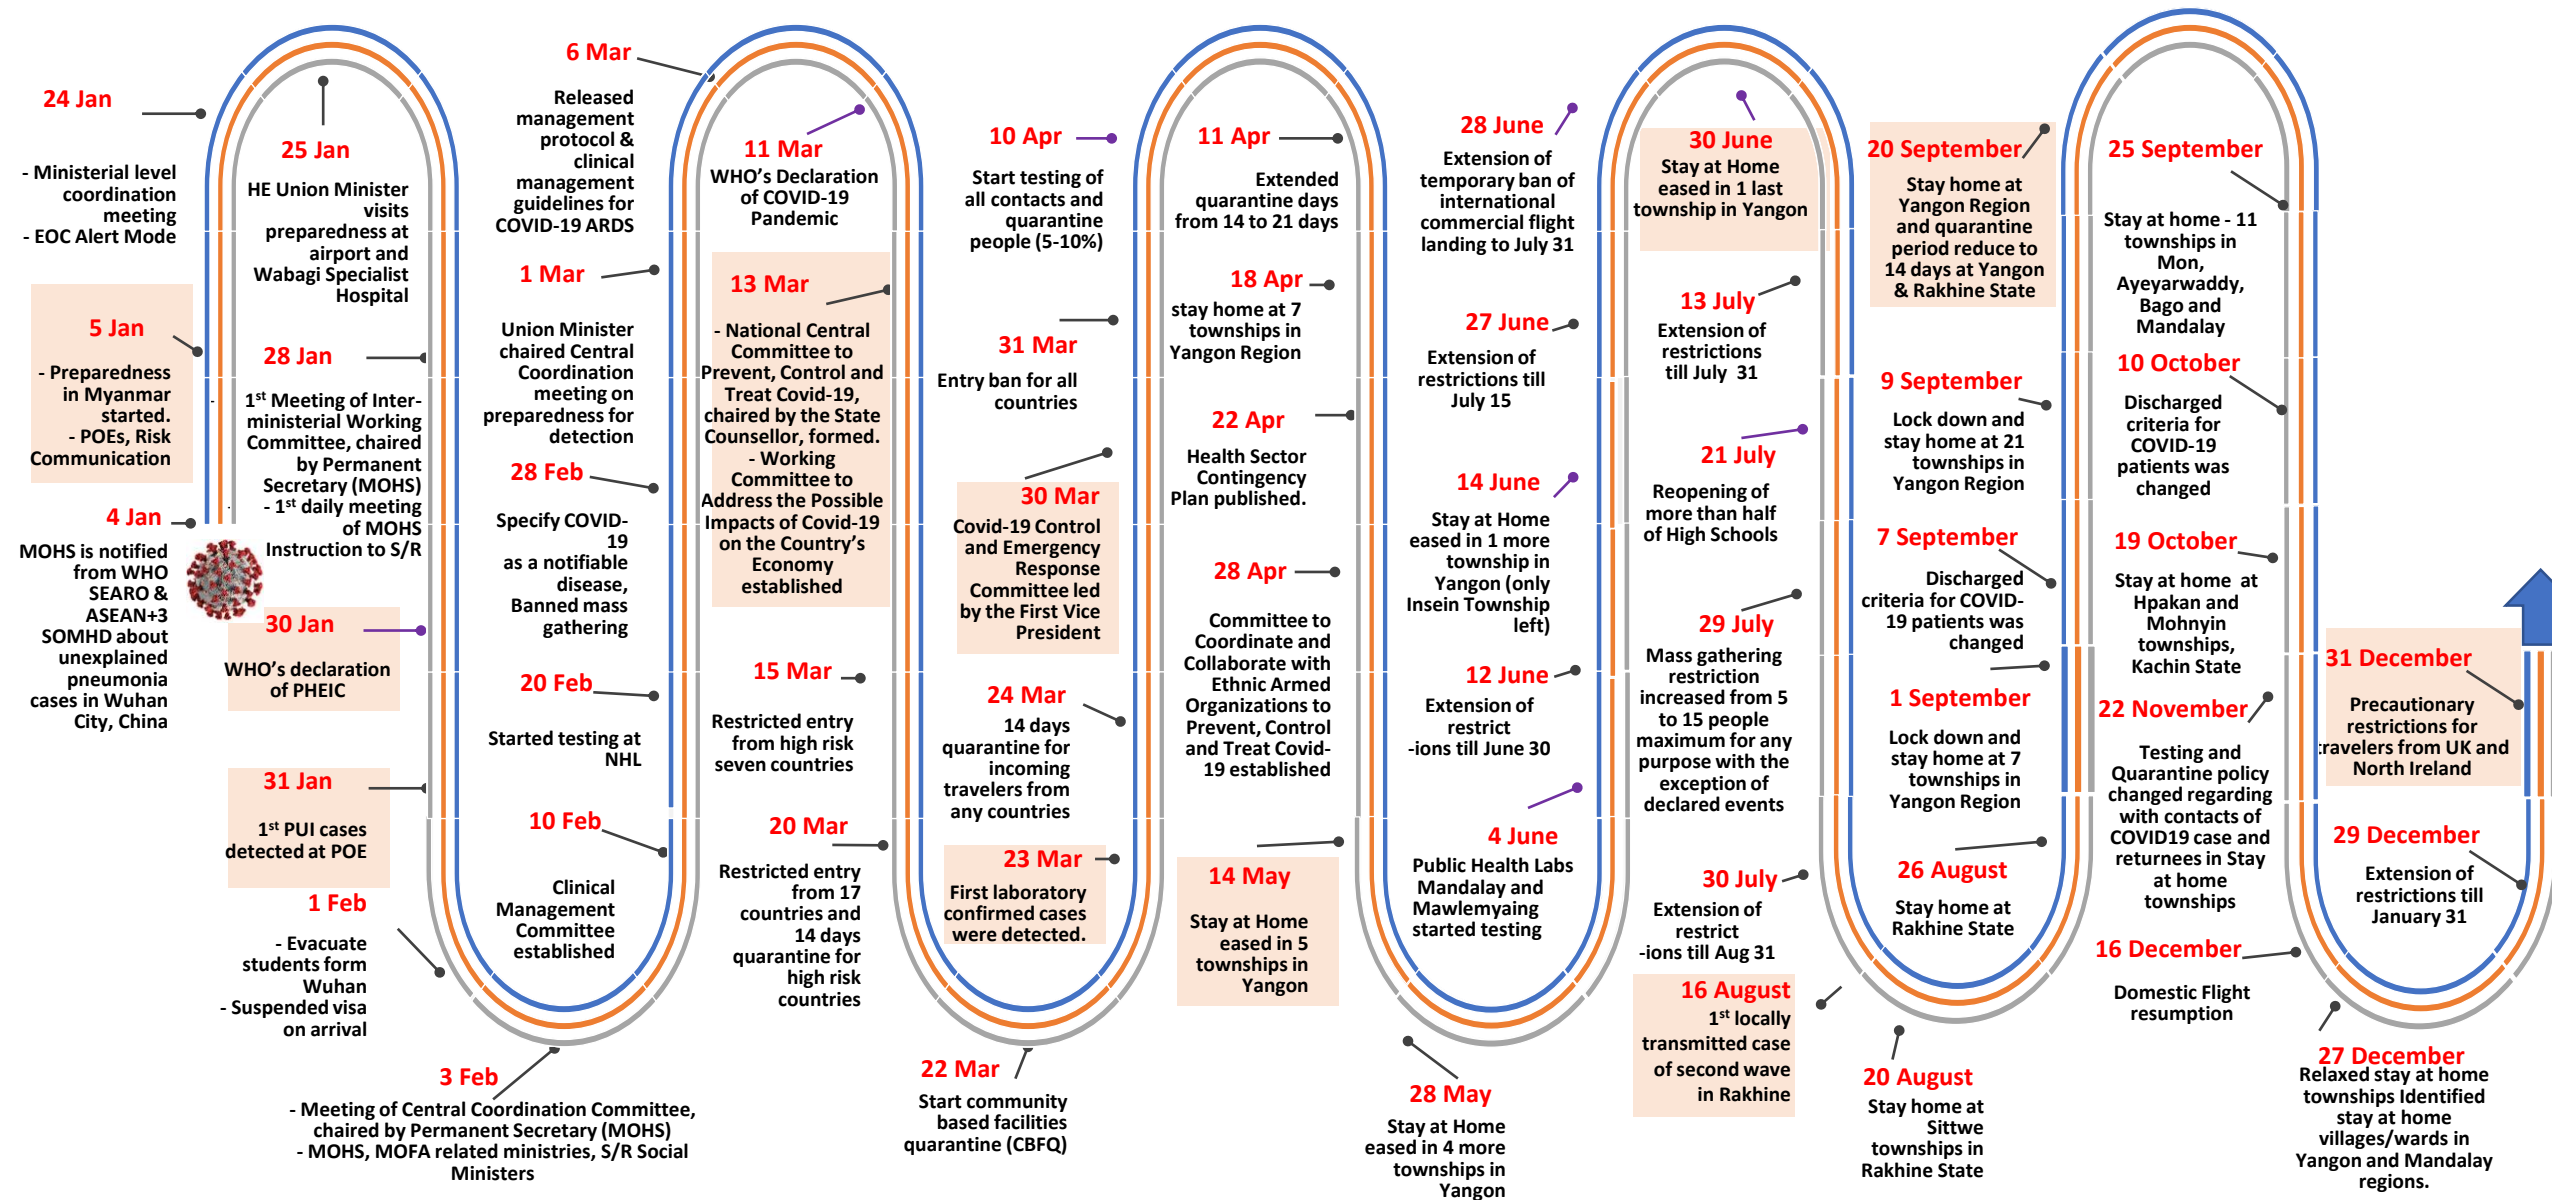 4 Jan
MOHS is notified
from WHO
SEARO &
ASEAN+3
SOMHD about
unexplained
pneumonia
cases in Wuhan
City, China
5 Jan
- Preparedness
in Myanmar
started.
- POEs, Risk
Communication
24 Jan
- Ministerial level
coordination
meeting
- EOC Alert Mode
25 Jan
HE Union Minister
visits
preparedness at
airport and
Wabagi Specialist
Hospital
28 Jan
1st Meeting of Inter-
ministerial Working
Committee, chaired
by Permanent
Secretary (MOHS)
- 1st daily meeting
of MOHS
Instruction to S/R
30 Jan
WHO's declaration
of PHEIC
31 Jan
1st PUI cases
detected at POE
1 Feb
- Evacuate
students form
Wuhan
- Suspended visa
on arrival
3 Feb
- Meeting of Central Coordination Committee,
chaired by Permanent Secretary (MOHS)
- MOHS, MOFA related ministries, S/R Social
Ministers
10 Feb
Clinical
Management
Committee
established
20 Feb
Started testing at
NHL
28 Feb
Specify COVID-
19
as a notifiable
disease,
Banned mass
gathering
1 Mar
Union Minister
chaired Central
Coordination
meeting on
preparedness for
detection
6 Mar
Released
management
protocol &
clinical
management
guidelines for
COVID-19 ARDS
11 Mar
WHO's Declaration
of COVID-19
Pandemic
13 Mar
- National Central
Committee to
Prevent, Control and
Treat Covid-19,
chaired by the State
Counsellor, formed.
- Working
Committee to
Address the Possible
Impacts of Covid-19
on the Country's
Economy
established
15 Mar
Restricted entry
from high risk
seven countries
20 Mar
Restricted entry
from 17
countries and
14 days
quarantine for
high risk
countries
22 Mar
Start community
based facilities
quarantine (CBFQ)
23 Mar
First laboratory
confirmed cases
were detected.
24 Mar
14 days
quarantine for
incoming
travelers from
any countries
30 Mar
Covid-19 Control
and Emergency
Response
Committee led
by the First Vice
President
31 Mar
Entry ban for all
countries
10 Apr
Start testing of
all contacts and
quarantine
people (5-10%)
11 Apr
Extended
quarantine days
from 14 to 21 days
18 Apr
stay home at 7
townships in
Yangon Region
22 Apr
Health Sector
Contingency
Plan published.
28 Apr
Committee to
Coordinate and
Collaborate with
Ethnic Armed
Organizations to
Prevent, Control
and Treat Covid-
19 established
14 May
Stay at Home
eased in 5
townships in
Yangon
28 May
Stay at Home
eased in 4 more
townships in
Yangon
4 June
Public Health Labs
Mandalay and
Mawlemyaing
started testing
12 June
Extension of
restrict
-ions till June 30
14 June
Stay at Home
eased in 1 more
township in
Yangon (only
Insein Township
left)
27 June
Extension of
restrictions till
July 15
28 June
Extension of
temporary ban of
international
commercial flight
landing to July 31
30 June
Stay at Home
eased in 1 last
township in Yangon
13 July
Extension of
restrictions
till July 31
21 July
Reopening of
more than half
of High Schools
29 July
Mass gathering
restriction
increased from 5
to 15 people
maximum for any
purpose with the
exception of
declared events
30 July
Extension of
restrict
-ions till Aug 31
16 August
1st locally
transmitted case
of second wave
in Rakhine
20 August
Stay home at
Sittwe
townships in
Rakhine State
26 August
Stay home at
Rakhine State
1 September
Lock down and
stay home at 7
townships in
Yangon Region
7 September
Discharged
criteria for COVID-
19 patients was
changed
9 September
Lock down and
stay home at 21
townships in
Yangon Region
20 September
Stay home at
Yangon Region
and quarantine
period reduce to
14 days at Yangon
& Rakhine State
25 September
Stay at home - 11
townships in
Mon,
Ayeyarwaddy,
Bago and
Mandalay
10 October
Discharged
criteria for
COVID-19
patients was
changed
19 October
Stay at home at
Hpakan and
Mohnyin
townships,
Kachin State
22 November
Testing and
Quarantine policy
changed regarding
with contacts of
COVID19 case and
returnees in Stay
at home
townships
16 December
Domestic Flight
resumption
27 December
Relaxed stay at home
townships Identified
stay at home
villages/wards in
Yangon and Mandalay
regions.
29 December
Extension of
restrictions till
January 31
31 December
Precautionary
restrictions for
travelers from UK and
North Ireland